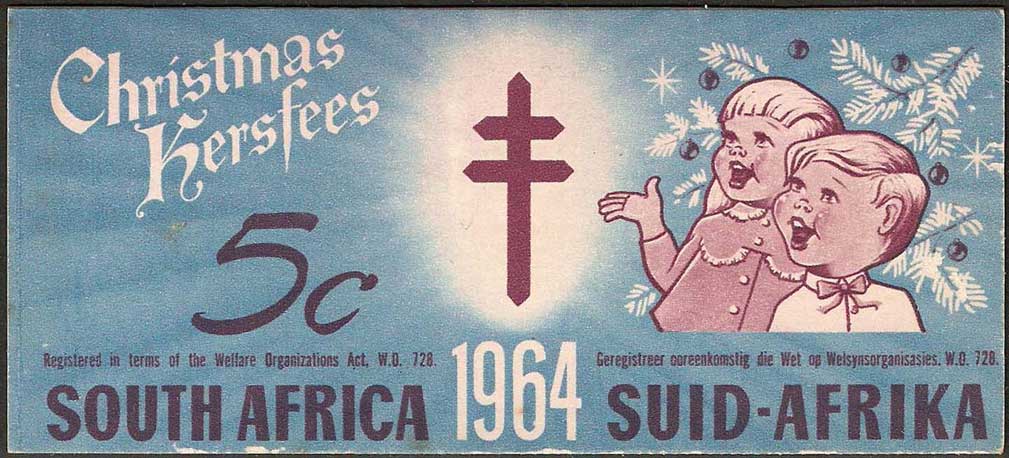 Christmas
Kersfees
5c
Registered in terms of the Welfare Organizations Act, W.O. 728.
Geregistreer ooreenkomstig die Wet op Welsynsorganisasies. W.O. 728.
SOUTH AFRICA 1964 SUID-AFRIKA